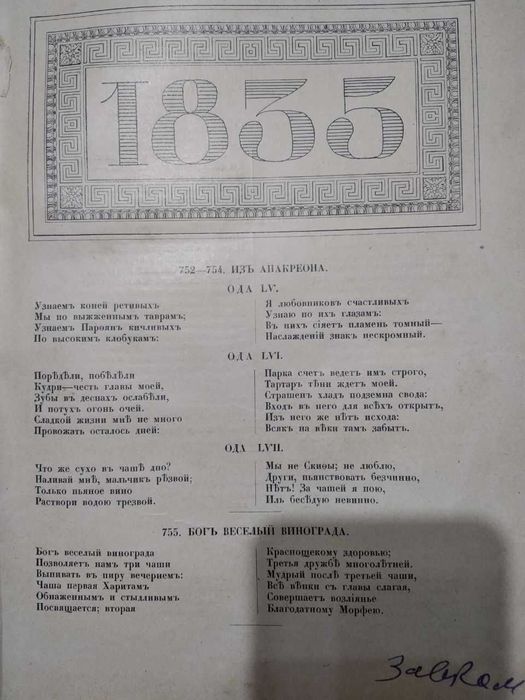 1835
752—754. ИЗЪ АНАКРЕОНА.
ОДА LV.
Узнаемъ коней ретивыхъ
Мы по выжженнымъ таврамъ;
Узнаемъ Парѳянъ кичливыхъ
По высокимъ клобукамъ:
Я любовниковъ счастливыхъ
Узнаю по ихъ глазамъ:
Въ нихъ сіяетъ пламень томный—
Наслажденій знакъ нескромный.
ОДА LVI.
Порѣдѣли, побѣлѣли
Кудри,—честь главы моей,
Зубы въ деснахъ ослабѣли,
И потухъ огонь очей.
Сладкой жизни мнѣ не много
Провожать осталось дней:
Парка счетъ ведетъ имъ строго,
Тартаръ тѣни ждетъ моей.
Страшенъ хладъ подземна свода:
Входъ въ него для всѣхъ открытъ,
Изъ него же нѣтъ исхода:
Всякъ на вѣки тамъ забытъ.
ОДА LVII.
Что же сухо въ чашѣ дно?
Наливай мнѣ, мальчикъ рѣзвой;
Только пьяное вино
Раствори водою трезвой.
Мы не Скиѳы; не люблю,
Други, пьянствовать безчинно,
Нѣтъ! За чашей я пою,
Иль бесѣдую невинно.
755. БОГЪ ВЕСЕЛЫЙ ВИНОГРАДА.
Богъ веселый винограда
Позволяетъ намъ три чаши
Выпивать въ пиру вечернемъ:
Чаша первая Харитамъ
Обнаженнымъ и стыдливымъ
Посвящается; вторая
Краснощекому здоровью;
Третья дружбѣ многолѣтней.
Мудрый послѣ третьей чаши,
Всѣ вѣнки съ главы слагая,
Совершаетъ возліянье
Благодатному Морфею.
Завком